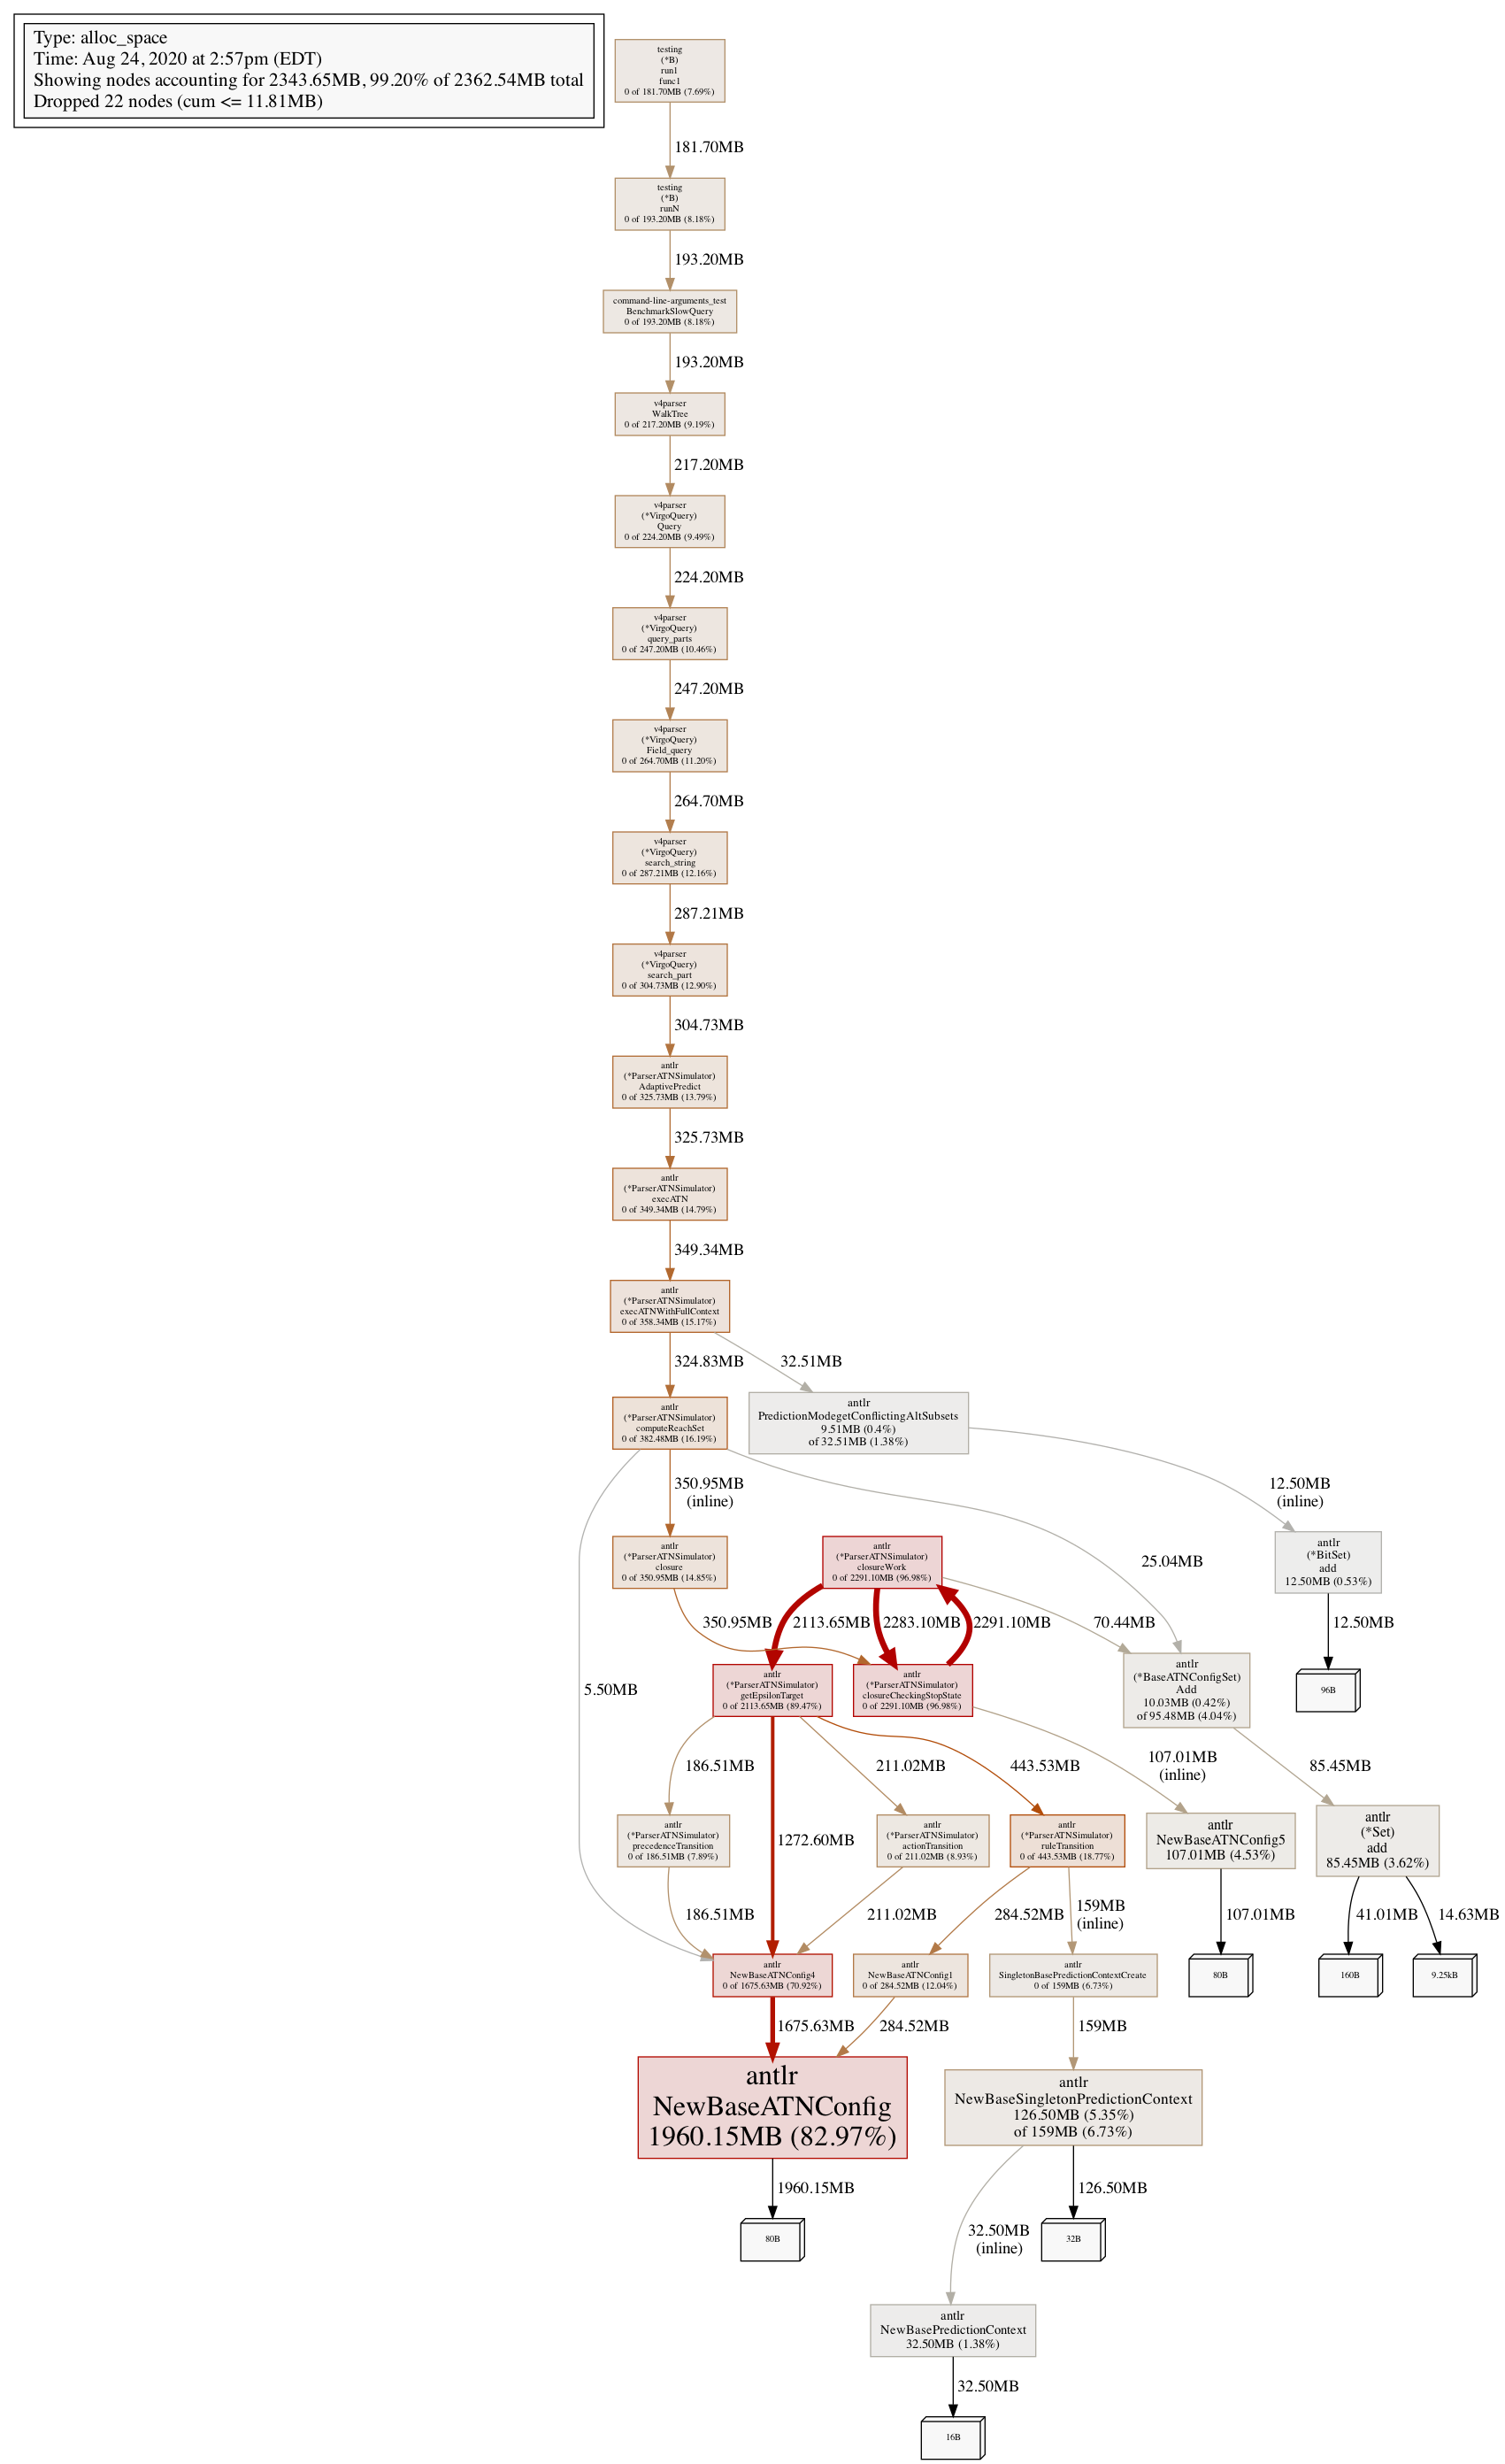 Type: alloc_space
Time: Aug 24, 2020 at 2:57pm (EDT)
Showing nodes accounting for 2343.65MB, 99.20% of 2362.54MB total
Dropped 22 nodes (cum <= 11.81MB)
testing
(*B)
run1
func1
0 of 181.70MB (7.69%)
181.70MB
testing
(*B)
runN
0 of 193.20MB (8.18%)
193.20MB
command-line-arguments_test
BenchmarkSlowQuery
0 of 193.20MB (8.18%)
193.20MB
v4parser
WalkTree
0 of 217.20MB (9.19%)
217.20MB
v4parser
(*VirgoQuery)
Query
0 of 224.20MB (9.49%)
224.20MB
v4parser
(*VirgoQuery)
query_parts
0 of 247.20MB (10.46%)
247.20MB
v4parser
(*VirgoQuery)
Field_query
0 of 264.70MB (11.20%)
264.70MB
v4parser
(*VirgoQuery)
search_string
0 of 287.21MB (12.16%)
287.21MB
v4parser
(*VirgoQuery)
search_part
0 of 304.73MB (12.90%)
304.73MB
antlr
(*ParserATNSimulator)
AdaptivePredict
0 of 325.73MB (13.79%)
325.73MB
antlr
(*ParserATNSimulator)
execATN
0 of 349.34MB (14.79%)
349.34MB
antlr
(*ParserATNSimulator)
execATNWithFullContext
0 of 358.34MB (15.17%)
324.83MB
32.51MB
antlr
(*ParserATNSimulator)
computeReachSet
0 of 382.48MB (16.19%)
antlr
PredictionModegetConflictingAltSubsets
9.51MB (0.4%)
of 32.51MB (1.38%)
350.95MB
(inline)
12.50MB
(inline)
25.04MB
antlr
(*ParserATNSimulator)
closure
0 of 350.95MB (14.85%)
antlr
(*ParserATNSimulator)
closureWork
0 of 2291.10MB (96.98%)
antlr
(*BitSet)
add
12.50MB (0.53%)
350.95MB
2113.65MB
2283.10MB
2291.10MB
70.44MB
12.50MB
5.50MB
antlr
(*ParserATNSimulator)
getEpsilonTarget
0 of 2113.65MB (89.47%)
antlr
(*ParserATNSimulator)
closureCheckingStopState
0 of 2291.10MB (96.98%)
antlr
(*BaseATNConfigSet)
Add
10.03MB (0.42%)
of 95.48MB (4.04%)
96B
186.51MB
211.02MB
443.53MB
107.01MB
(inline)
85.45MB
antlr
(*ParserATNSimulator)
precedenceTransition
0 of 186.51MB (7.89%)
1272.60MB
antlr
(*ParserATNSimulator)
actionTransition
0 of 211.02MB (8.93%)
antlr
(*ParserATNSimulator)
ruleTransition
0 of 443.53MB (18.77%)
antlr
NewBaseATNConfig5
107.01MB (4.53%)
antlr
(*Set)
add
85.45MB (3.62%)
186.51MB
211.02MB
284.52MB
159MB
(inline)
107.01MB
41.01MB
14.63MB
antlr
NewBaseATNConfig4
0 of 1675.63MB (70.92%)
antlr
NewBaseATNConfig1
0 of 284.52MB (12.04%)
antlr
SingletonBasePredictionContextCreate
0 of 159MB (6.73%)
80B
160B
9.25kB
1675.63MB
284.52MB
159MB
antlr
NewBaseATNConfig
1960.15MB (82.97%)
antlr
NewBaseSingletonPredictionContext
126.50MB (5.35%)
of 159MB (6.73%)
1960.15MB
126.50MB
80B
32.50MB
(inline)
32B
antlr
NewBasePredictionContext
32.50MB (1.38%)
32.50MB
16B